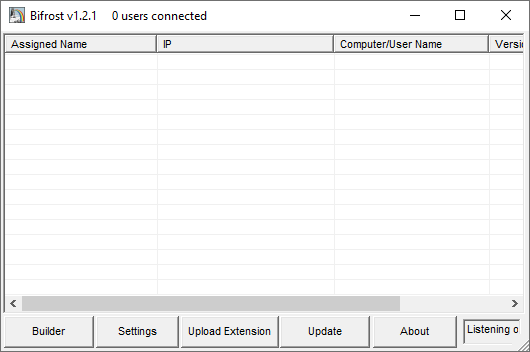 Bifrost v1.2.1 0 users connected
Assigned Name IP Computer/User Name Versio
Builder Settings Upload Extension Update About Listening o